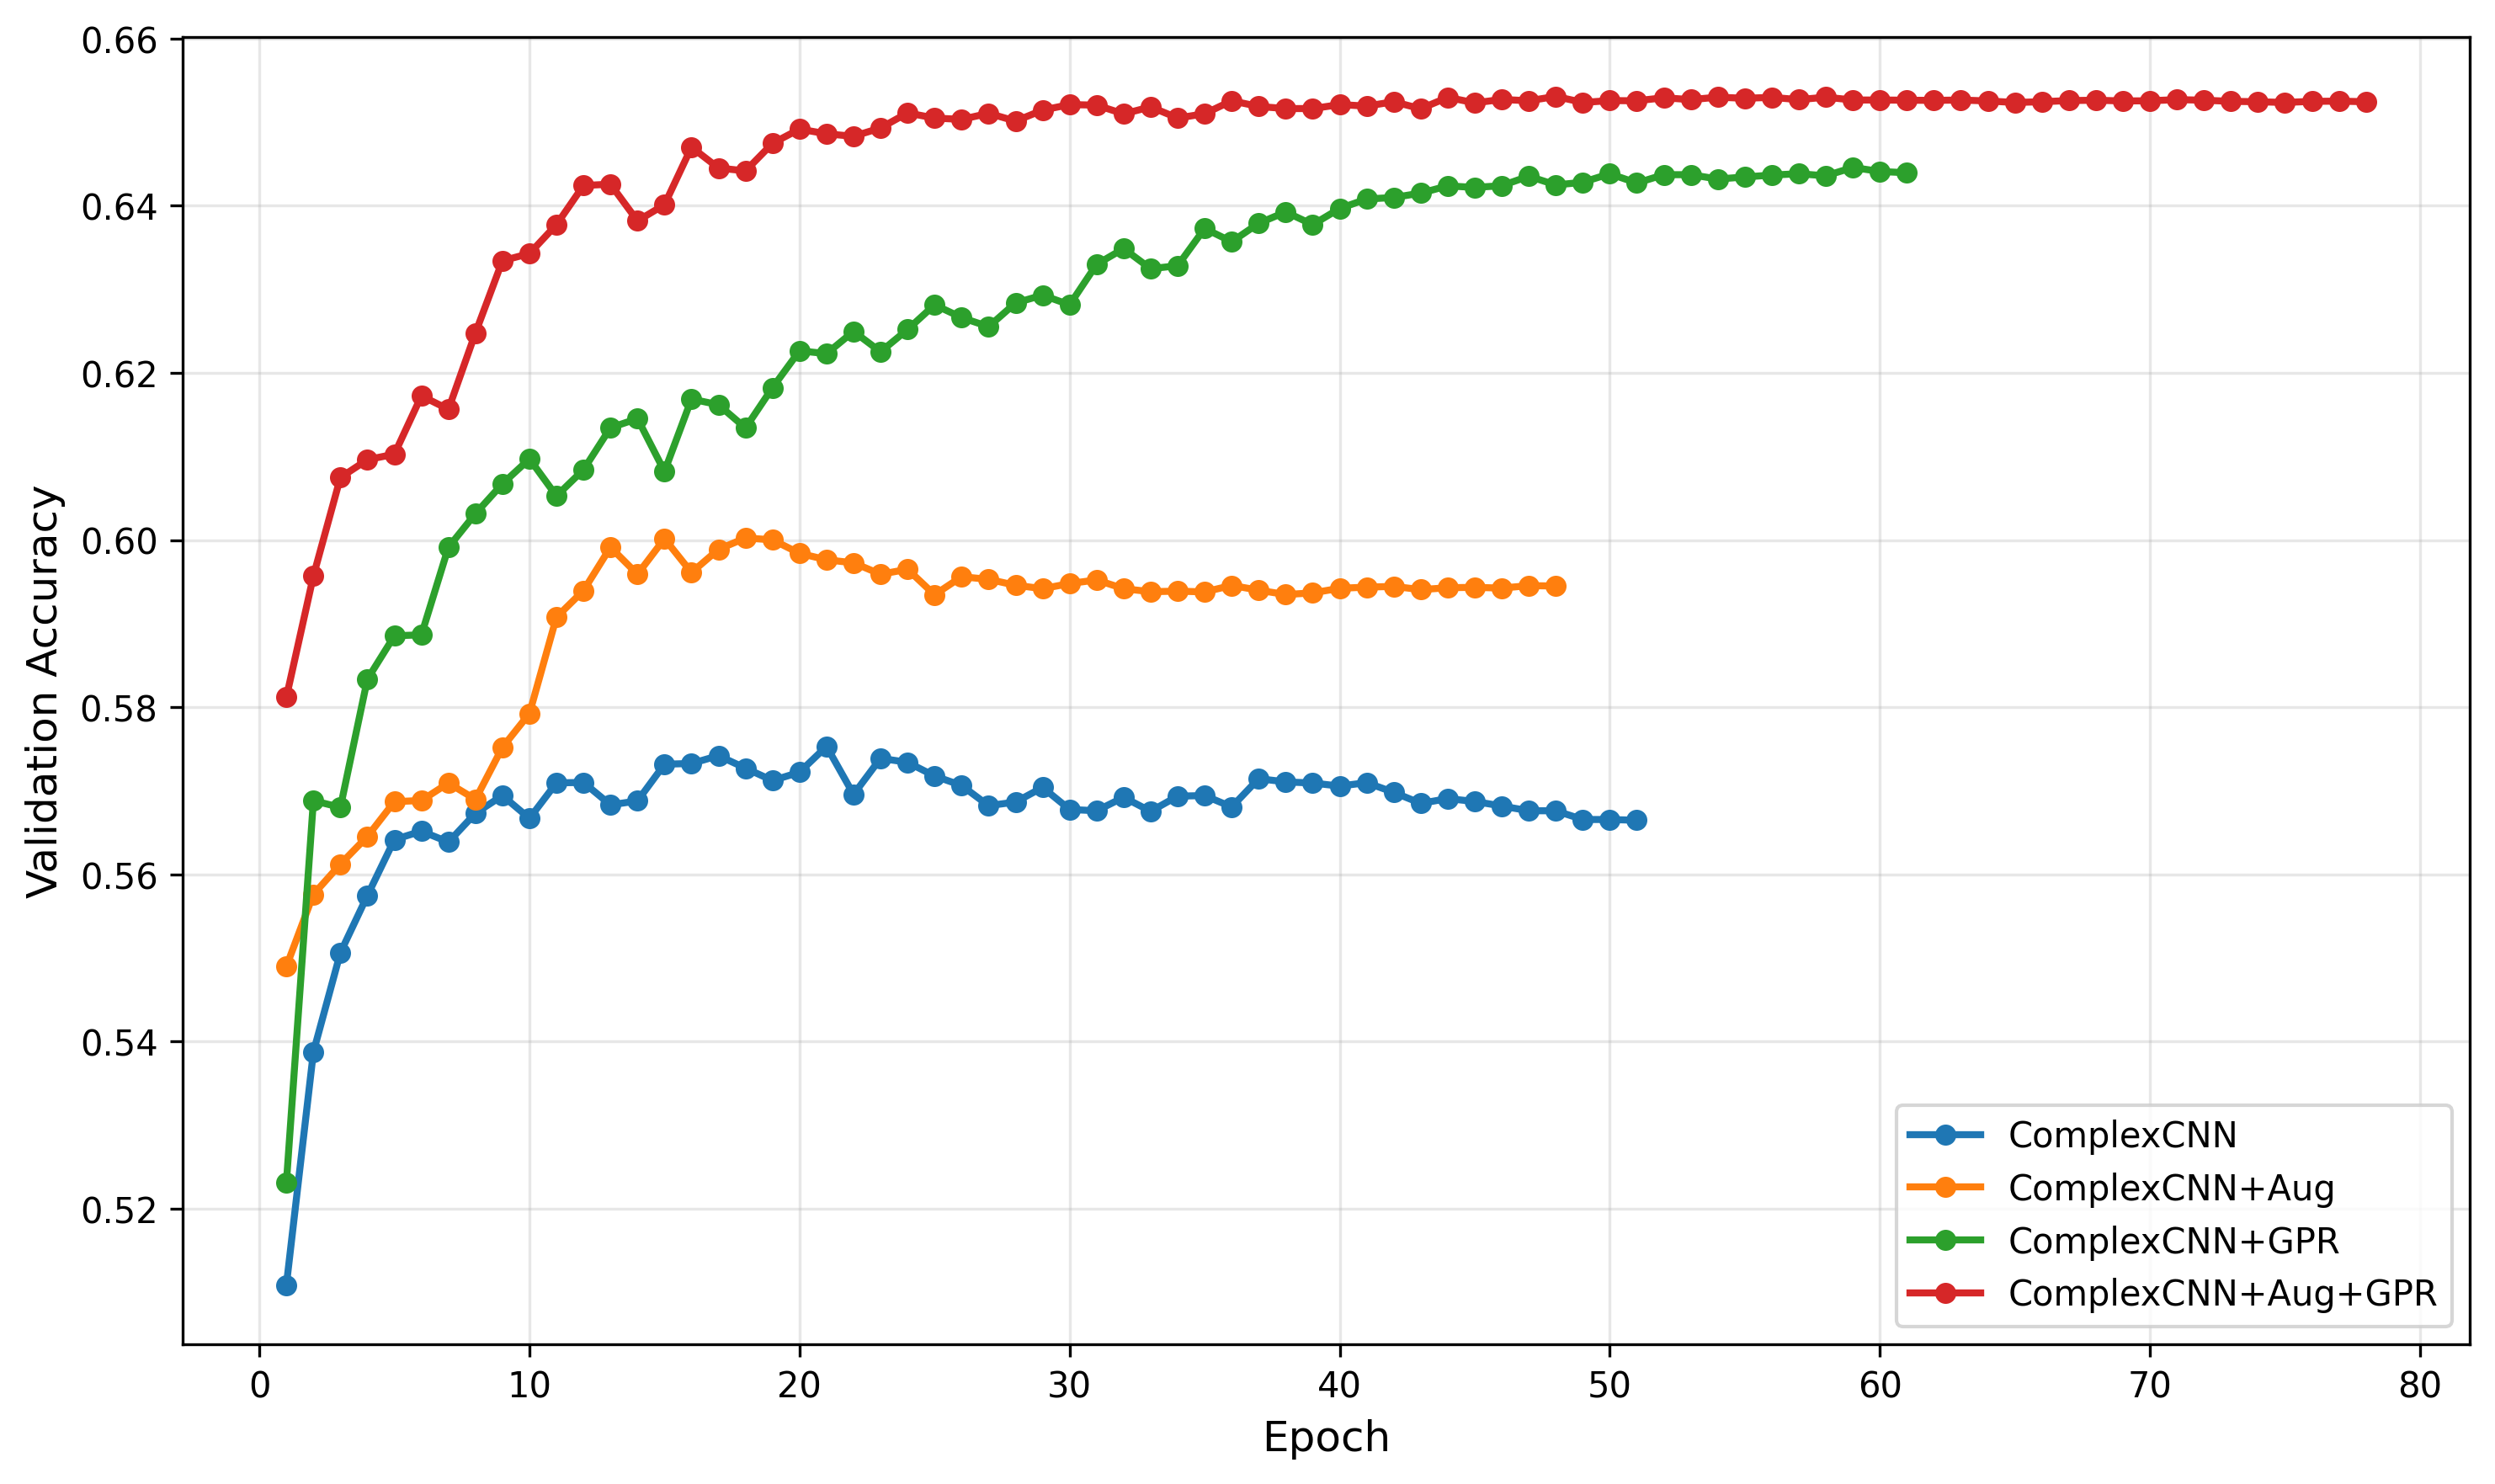 0.66
0.64
0.62
0.60
0.58
0.56
0.54
0.52
Validation Accuracy
0 10 20 30 40 50 60 70 80
Epoch
ComplexCNN
ComplexCNN+Aug
ComplexCNN+GPR
ComplexCNN+Aug+GPR